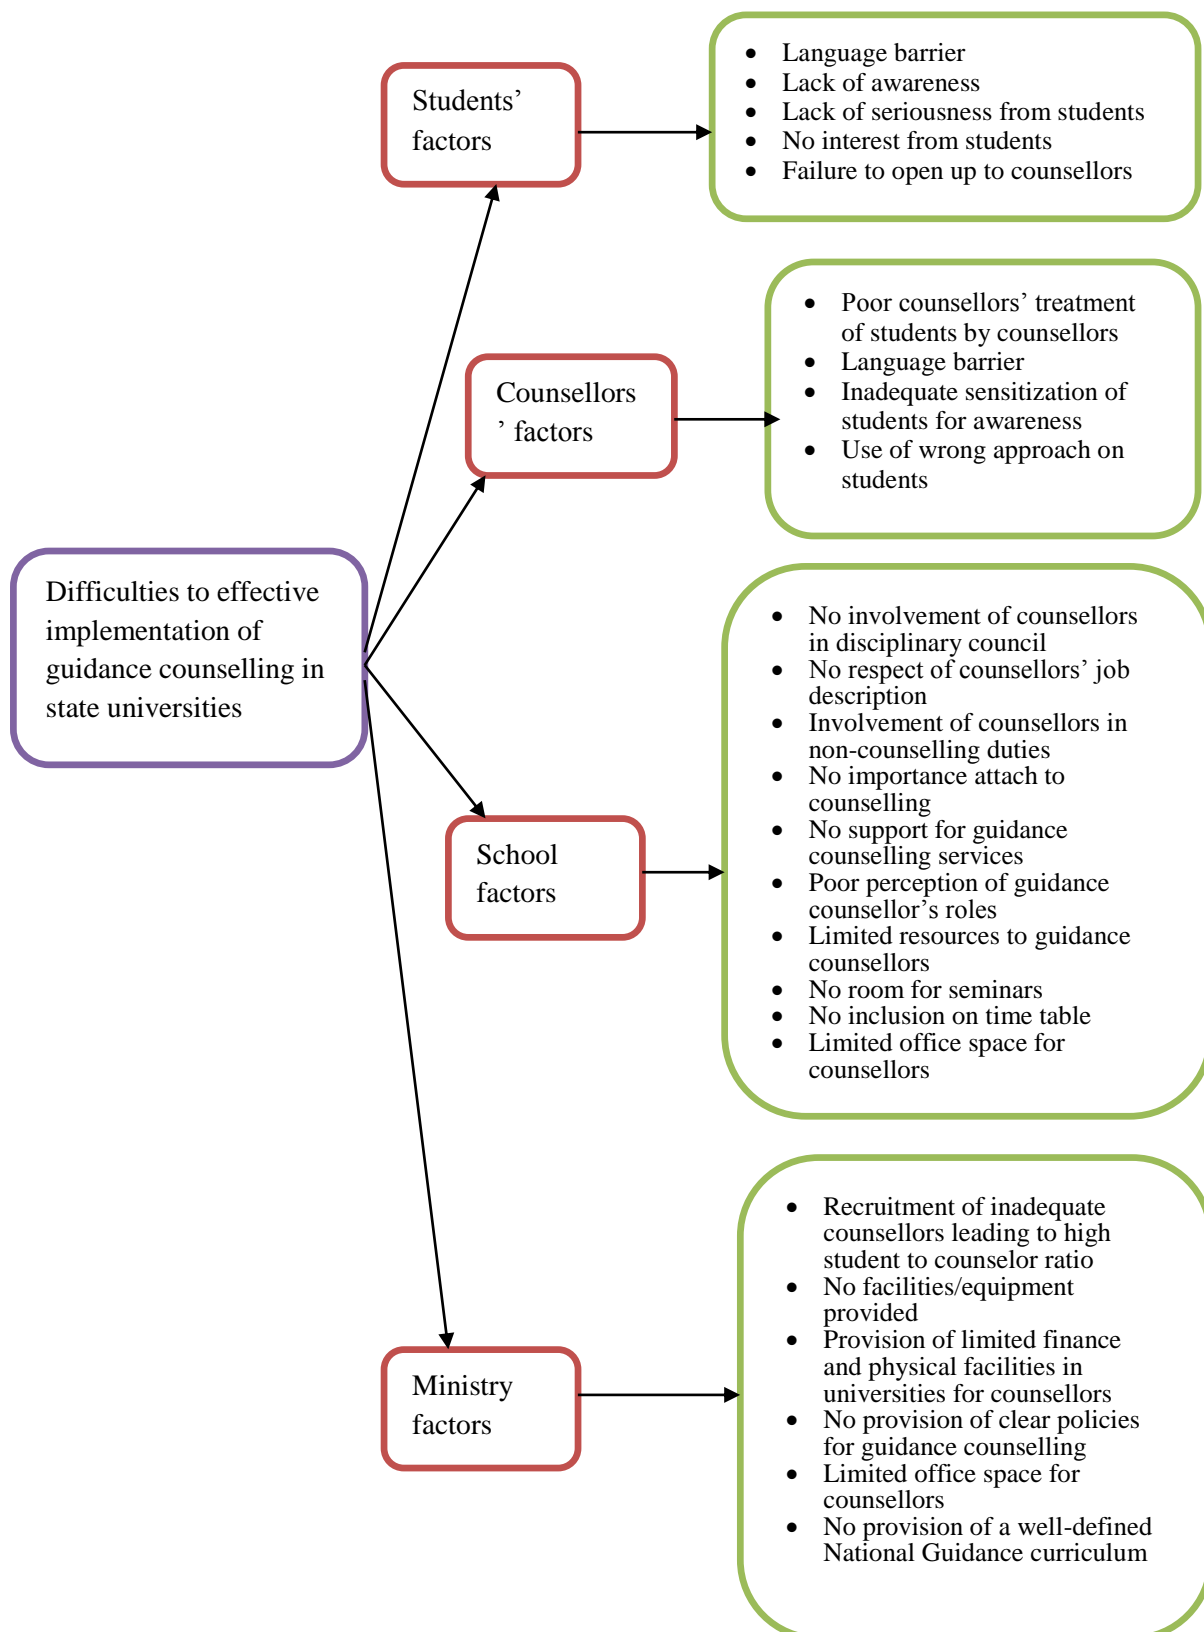 Difficulties to effective
implementation of
guidance counselling in
state universities
Students’
factors
• Language barrier
• Lack of awareness
• Lack of seriousness from students
• No interest from students
• Failure to open up to counsellors
Counsellors
’ factors
• Poor counsellors’ treatment
of students by counsellors
• Language barrier
• Inadequate sensitization of
students for awareness
• Use of wrong approach on
students
School
factors
• No involvement of counsellors
in disciplinary council
• No respect of counsellors’ job
description
• Involvement of counsellors in
non-counselling duties
• No importance attach to
counselling
• No support for guidance
counselling services
• Poor perception of guidance
counsellor’s roles
• Limited resources to guidance
counsellors
• No room for seminars
• No inclusion on time table
• Limited office space for
counsellors
Ministry
factors
• Recruitment of inadequate
counsellors leading to high
student to counselor ratio
• No facilities/equipment
provided
• Provision of limited finance
and physical facilities in
universities for counsellors
• No provision of clear policies
for guidance counselling
• Limited office space for
counsellors
• No provision of a well-defined
National Guidance curriculum